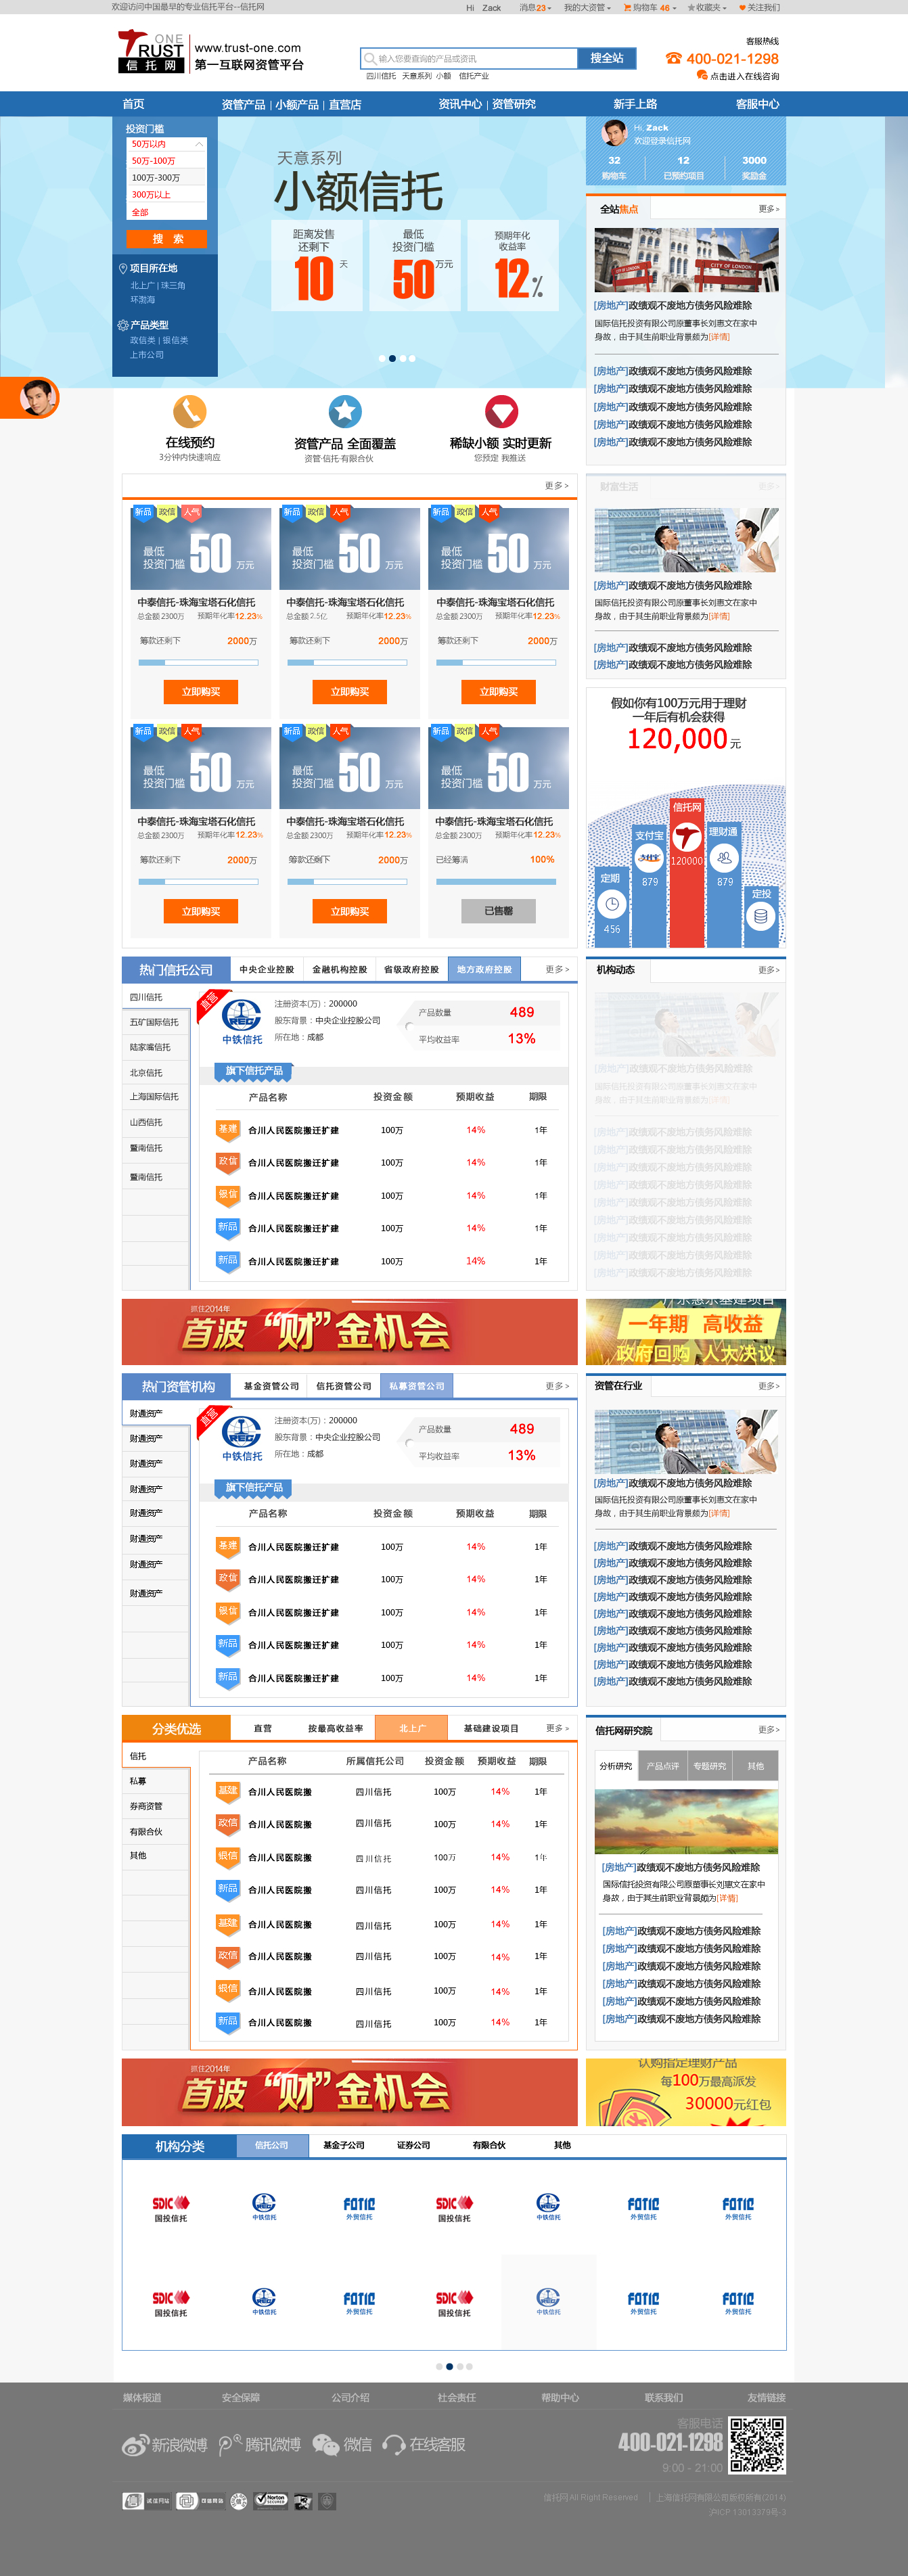 欢迎访问中国最早的专业信托平台--信托网
Hi Zack 消息23 我的大资管 购物车 46 收藏夹 关注我们
TRUST ONE
信托网
www.trust-one.com
第一互联网资管平台
输入您要查询的产品或资讯 搜全站
四川信托 天意系列 小额 信托产业
客服热线
400-021-1298
点击进入在线咨询
首页 资管产品 | 小额产品 | 直营店 资讯中心 | 资管研究 新手上路 客服中心
投资门槛
50万以内
50万-100万
100万-300万
300万以上
全部
搜 索
项目所在地
北上广 | 珠三角
环渤海
产品类型
政信类 | 银信类
上市公司
天意系列
小额信托
距离发售
还剩下
10 天
最低
投资门槛
50 万元
预期年化
收益率
12%
Hi, Zack
欢迎登录信托网
32 12 3000
购物车 已预约项目 奖励金
全站焦点 更多>
CITY OF LONDON
[房地产]政绩观不废地方债务风险难除
国际信托投资有限公司原董事长刘惠文在家中
身故，由于其生前职业背景颇为[详情]
[房地产]政绩观不废地方债务风险难除
[房地产]政绩观不废地方债务风险难除
[房地产]政绩观不废地方债务风险难除
[房地产]政绩观不废地方债务风险难除
[房地产]政绩观不废地方债务风险难除
在线预约
3分钟内快速响应
资管产品 全面覆盖
资管·信托·有限合伙
稀缺小额 实时更新
您预定 我推送
更多>
新品 政信 人气 新品 政信 人气 新品 政信 人气
最低 投资门槛 50 万元 最低 投资门槛 50 万元 最低 投资门槛 50 万元
中泰信托-珠海宝塔石化信托 中泰信托-珠海宝塔石化信托 中泰信托-珠海宝塔石化信托
总金额 2300万 预期年化率12.23% 总金额 2.5亿 预期年化率12.23% 总金额 2300万 预期年化率12.23%
筹款还剩下 2000万 筹款还剩下 2000万 筹款还剩下 2000万
立即购买 立即购买 立即购买
新品 政信 人气 新品 政信 人气 新品 政信 人气
最低 投资门槛 50 万元 最低 投资门槛 50 万元 最低 投资门槛 50 万元
中泰信托-珠海宝塔石化信托 中泰信托-珠海宝塔石化信托 中泰信托-珠海宝塔石化信托
总金额 2300万 预期年化率12.23% 总金额 2300万 预期年化率12.23% 总金额 2300万 预期年化率12.23%
筹款还剩下 2000万 筹款还剩下 2000万 已经筹满 100%
立即购买 立即购买 已售罄
财富生活 更多>
[房地产]政绩观不废地方债务风险难除
国际信托投资有限公司原董事长刘惠文在家中
身故，由于其生前职业背景颇为[详情]
[房地产]政绩观不废地方债务风险难除
[房地产]政绩观不废地方债务风险难除
假如你有100万元用于理财
一年后有机会获得
120,000 元
定期 456
支付宝 879
信托网 120000
理财通 879
定投
热门信托公司 中央企业控股 金融机构控股 省级政府控股 地方政府控股 更多>
四川信托
五矿国际信托
陆家嘴信托
北京信托
上海国际信托
山西信托
暨南信托
暨南信托
直营
中铁信托
注册资本(万)：200000
股东背景：中央企业控股公司
所在地：成都
产品数量 489
平均收益率 13%
旗下信托产品
产品名称 投资金额 预期收益 期限
基建 合川人民医院搬迁扩建 100万 14% 1年
政信 合川人民医院搬迁扩建 100万 14% 1年
银信 合川人民医院搬迁扩建 100万 14% 1年
新品 合川人民医院搬迁扩建 100万 14% 1年
新品 合川人民医院搬迁扩建 100万 14% 1年
机构动态 更多>
[房地产]政绩观不废地方债务风险难除
国际信托投资有限公司原董事长刘惠文在家中
身故，由于其生前职业背景颇为[详情]
[房地产]政绩观不废地方债务风险难除
[房地产]政绩观不废地方债务风险难除
[房地产]政绩观不废地方债务风险难除
[房地产]政绩观不废地方债务风险难除
[房地产]政绩观不废地方债务风险难除
[房地产]政绩观不废地方债务风险难除
[房地产]政绩观不废地方债务风险难除
[房地产]政绩观不废地方债务风险难除
[房地产]政绩观不废地方债务风险难除
抓住2014年
首波“财”金机会
一年期 高收益
政府回购 人大决议
热门资管机构 基金资管公司 信托资管公司 私募资管公司 更多>
财通资产
财通资产
财通资产
财通资产
财通资产
财通资产
财通资产
财通资产
直营
中铁信托
注册资本(万)：200000
股东背景：中央企业控股公司
所在地：成都
产品数量 489
平均收益率 13%
旗下信托产品
产品名称 投资金额 预期收益 期限
基建 合川人民医院搬迁扩建 100万 14% 1年
政信 合川人民医院搬迁扩建 100万 14% 1年
银信 合川人民医院搬迁扩建 100万 14% 1年
新品 合川人民医院搬迁扩建 100万 14% 1年
新品 合川人民医院搬迁扩建 100万 14% 1年
资管在行业 更多>
[房地产]政绩观不废地方债务风险难除
国际信托投资有限公司原董事长刘惠文在家中
身故，由于其生前职业背景颇为[详情]
[房地产]政绩观不废地方债务风险难除
[房地产]政绩观不废地方债务风险难除
[房地产]政绩观不废地方债务风险难除
[房地产]政绩观不废地方债务风险难除
[房地产]政绩观不废地方债务风险难除
[房地产]政绩观不废地方债务风险难除
[房地产]政绩观不废地方债务风险难除
[房地产]政绩观不废地方债务风险难除
[房地产]政绩观不废地方债务风险难除
分类优选 直营 按最高收益率 北上广 基础建设项目 更多>
信托
私募
券商资管
有限合伙
其他
产品名称 所属信托公司 投资金额 预期收益 期限
基建 合川人民医院搬 四川信托 100万 14% 1年
政信 合川人民医院搬 四川信托 100万 14% 1年
银信 合川人民医院搬 四川信托 100万 14% 1年
新品 合川人民医院搬 四川信托 100万 14% 1年
基建 合川人民医院搬 四川信托 100万 14% 1年
政信 合川人民医院搬 四川信托 100万 14% 1年
银信 合川人民医院搬 四川信托 100万 14% 1年
新品 合川人民医院搬 四川信托 100万 14% 1年
信托网研究院 更多>
分析研究 产品点评 专题研究 其他
[房地产]政绩观不废地方债务风险难除
国际信托投资有限公司原董事长刘惠文在家中
身故，由于其生前职业背景颇为[详情]
[房地产]政绩观不废地方债务风险难除
[房地产]政绩观不废地方债务风险难除
[房地产]政绩观不废地方债务风险难除
[房地产]政绩观不废地方债务风险难除
[房地产]政绩观不废地方债务风险难除
[房地产]政绩观不废地方债务风险难除
抓住2014年
首波“财”金机会
认购指定理财产品
每100万最高派发
30000元红包
机构分类 信托公司 基金子公司 证券公司 有限合伙 其他
SDIC FOTIC SDIC FOTIC FOTIC
国投信托 中铁信托 外贸信托 国投信托 中铁信托 外贸信托 外贸信托
SDIC FOTIC SDIC FOTIC FOTIC
国投信托 中铁信托 外贸信托 国投信托 中铁信托 外贸信托 外贸信托
媒体报道 安全保障 公司介绍 社会责任 帮助中心 联系我们 友情链接
新浪微博 腾讯微博 微信 在线客服
客服电话
400-021-1298
9:00 - 21:00
诚信网站 Norton
信托网 All Right Reserved | 上海信托网有限公司版权所有(2014)
沪ICP 13013379号-3